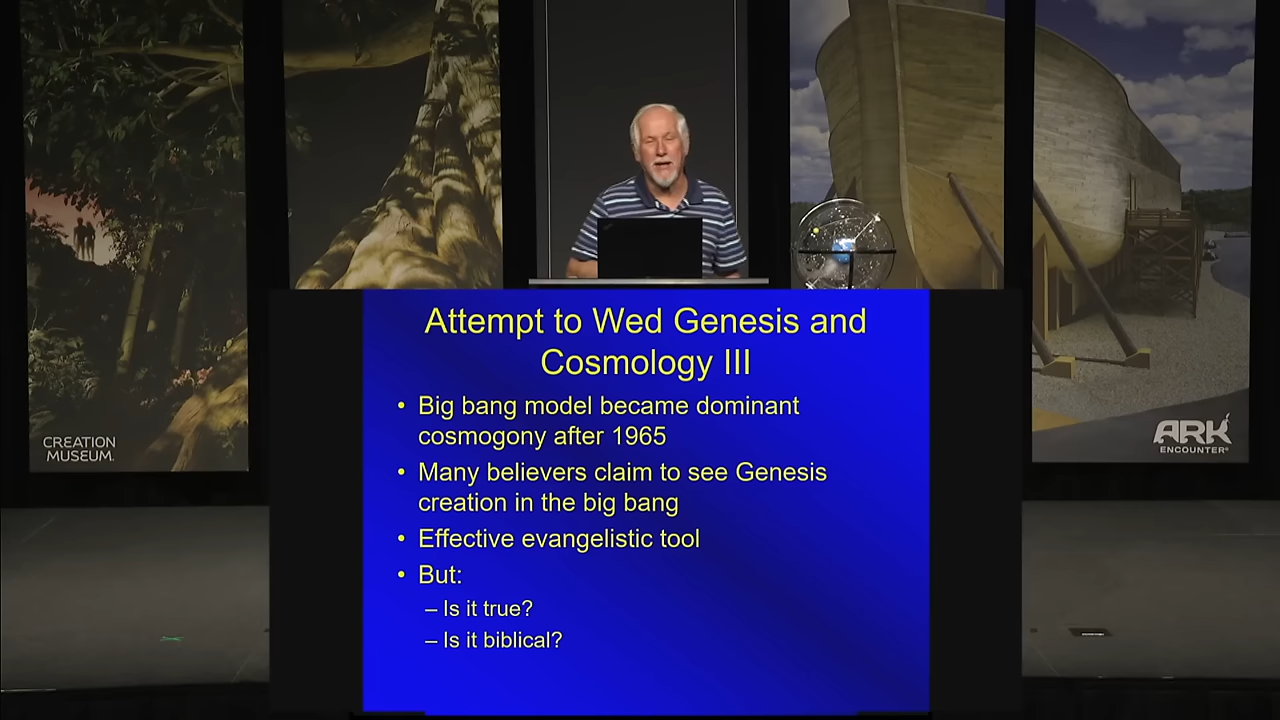 CREATION
MUSEUM.
ARK
ENCOUNTER®
Attempt to Wed Genesis and
Cosmology III
• Big bang model became dominant
cosmogony after 1965
• Many believers claim to see Genesis
creation in the big bang
• Effective evangelistic tool
• But:
– Is it true?
– Is it biblical?